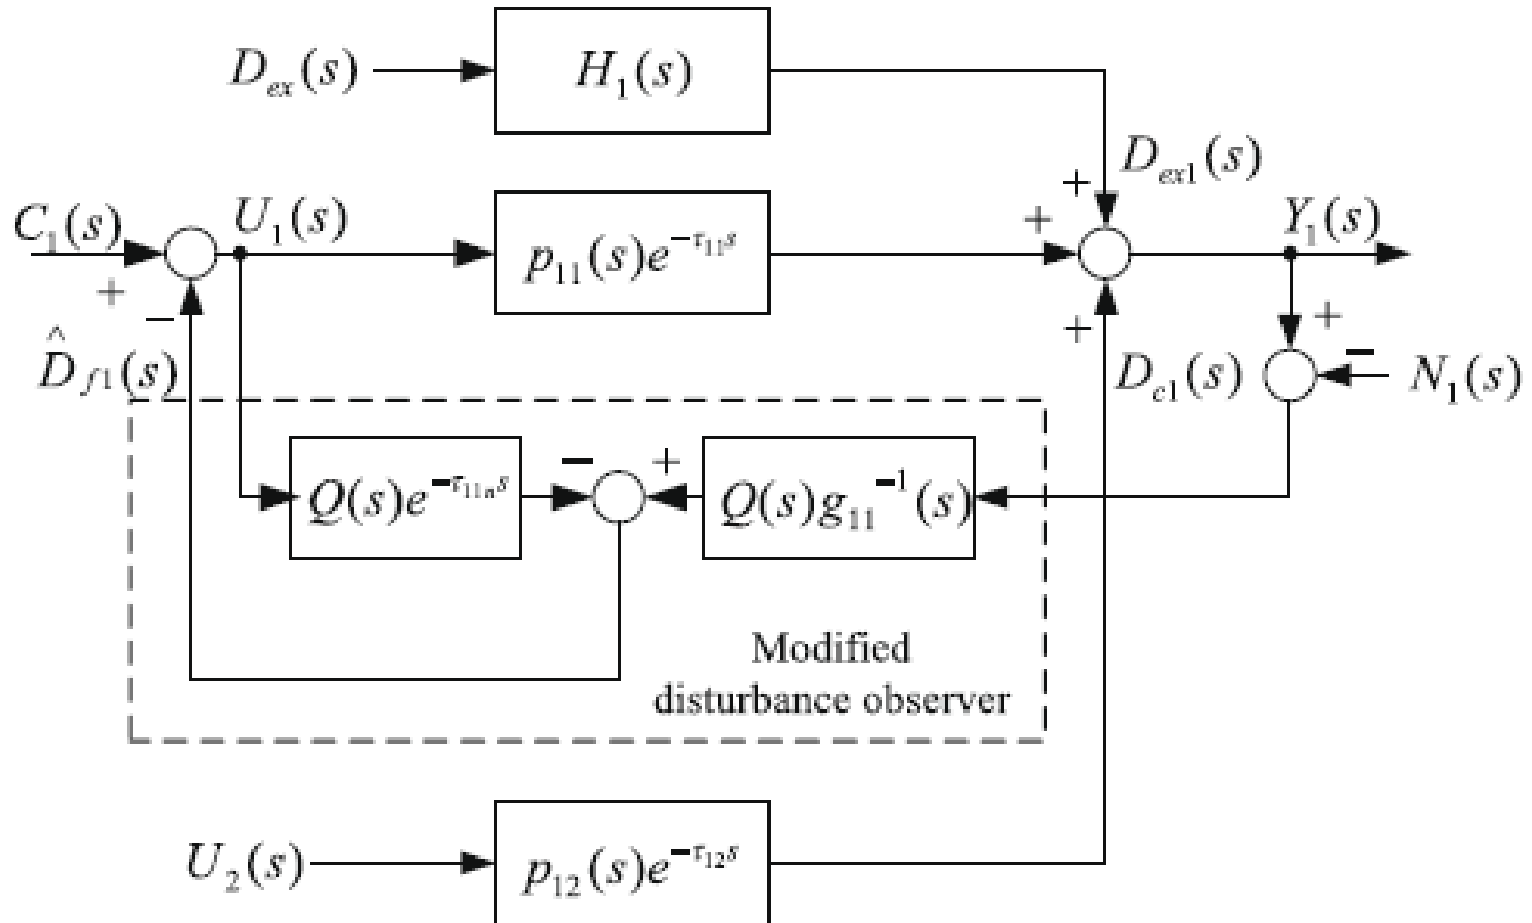 D_ex(s)
H_1(s)
D_ex1(s)
+
C_1(s)
U_1(s)
p_11(s)e^{-τ_11 s}
+
Y_1(s)
+
−
+
+
D̂_f1(s)
D_c1(s)
−
N_1(s)
Q(s)e^{-τ_11n s}
−
+
Q(s)g_11^{-1}(s)
Modified
disturbance observer
U_2(s)
p_12(s)e^{-τ_12 s}